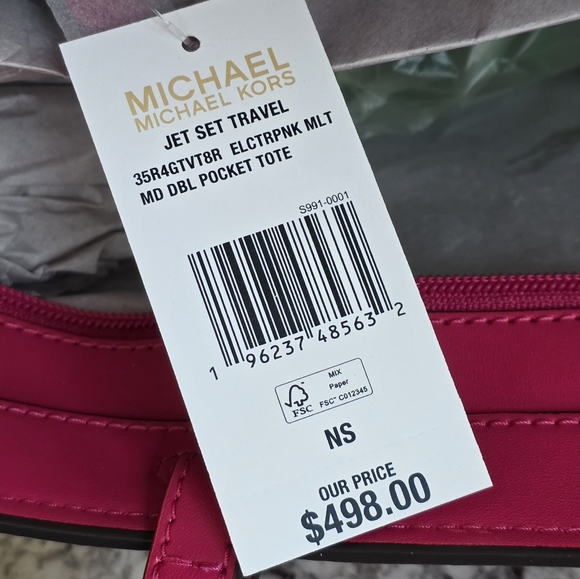 MICHAEL
MICHAEL KORS
JET SET TRAVEL
35R4GTVT8R ELCTRPNK MLT
MD DBL POCKET TOTE
S991-0001
1 96237 48563 2
FSC
MIX
Paper
FSC™ C012345
NS
OUR PRICE
$498.00